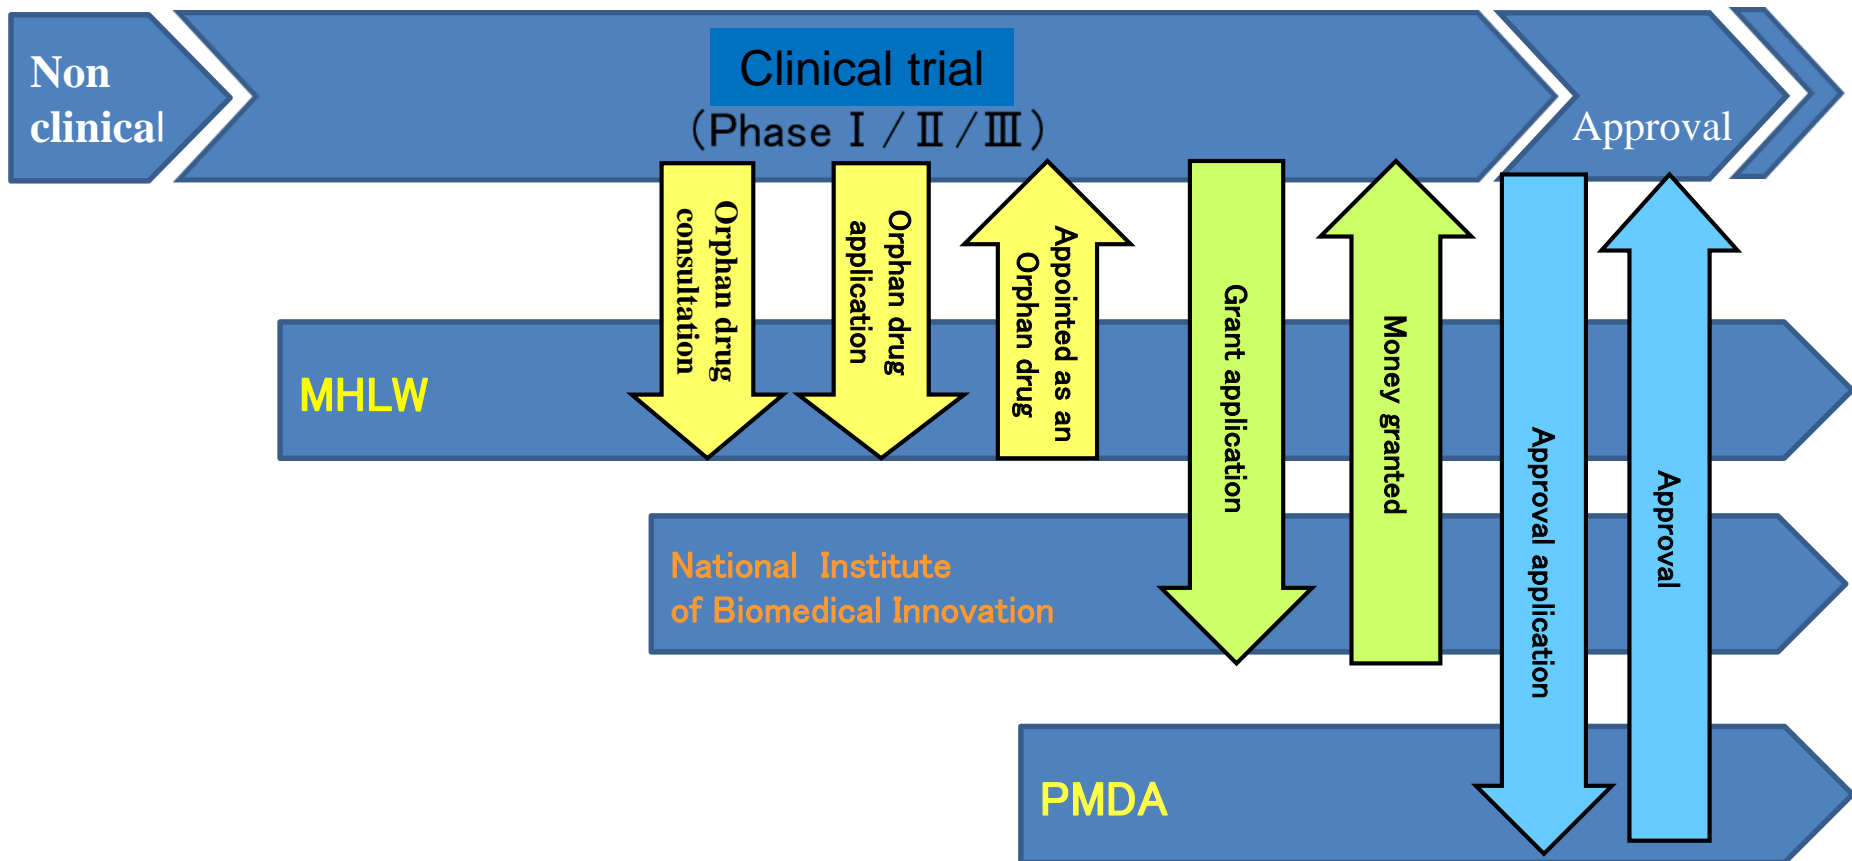 Non
clinical
Clinical trial
(Phase Ⅰ/Ⅱ/Ⅲ)
Approval
Orphan drug
consultation
Orphan drug
application
Appointed as an
Orphan drug
Grant application
Money granted
Approval application
Approval
MHLW
National Institute
of Biomedical Innovation
PMDA